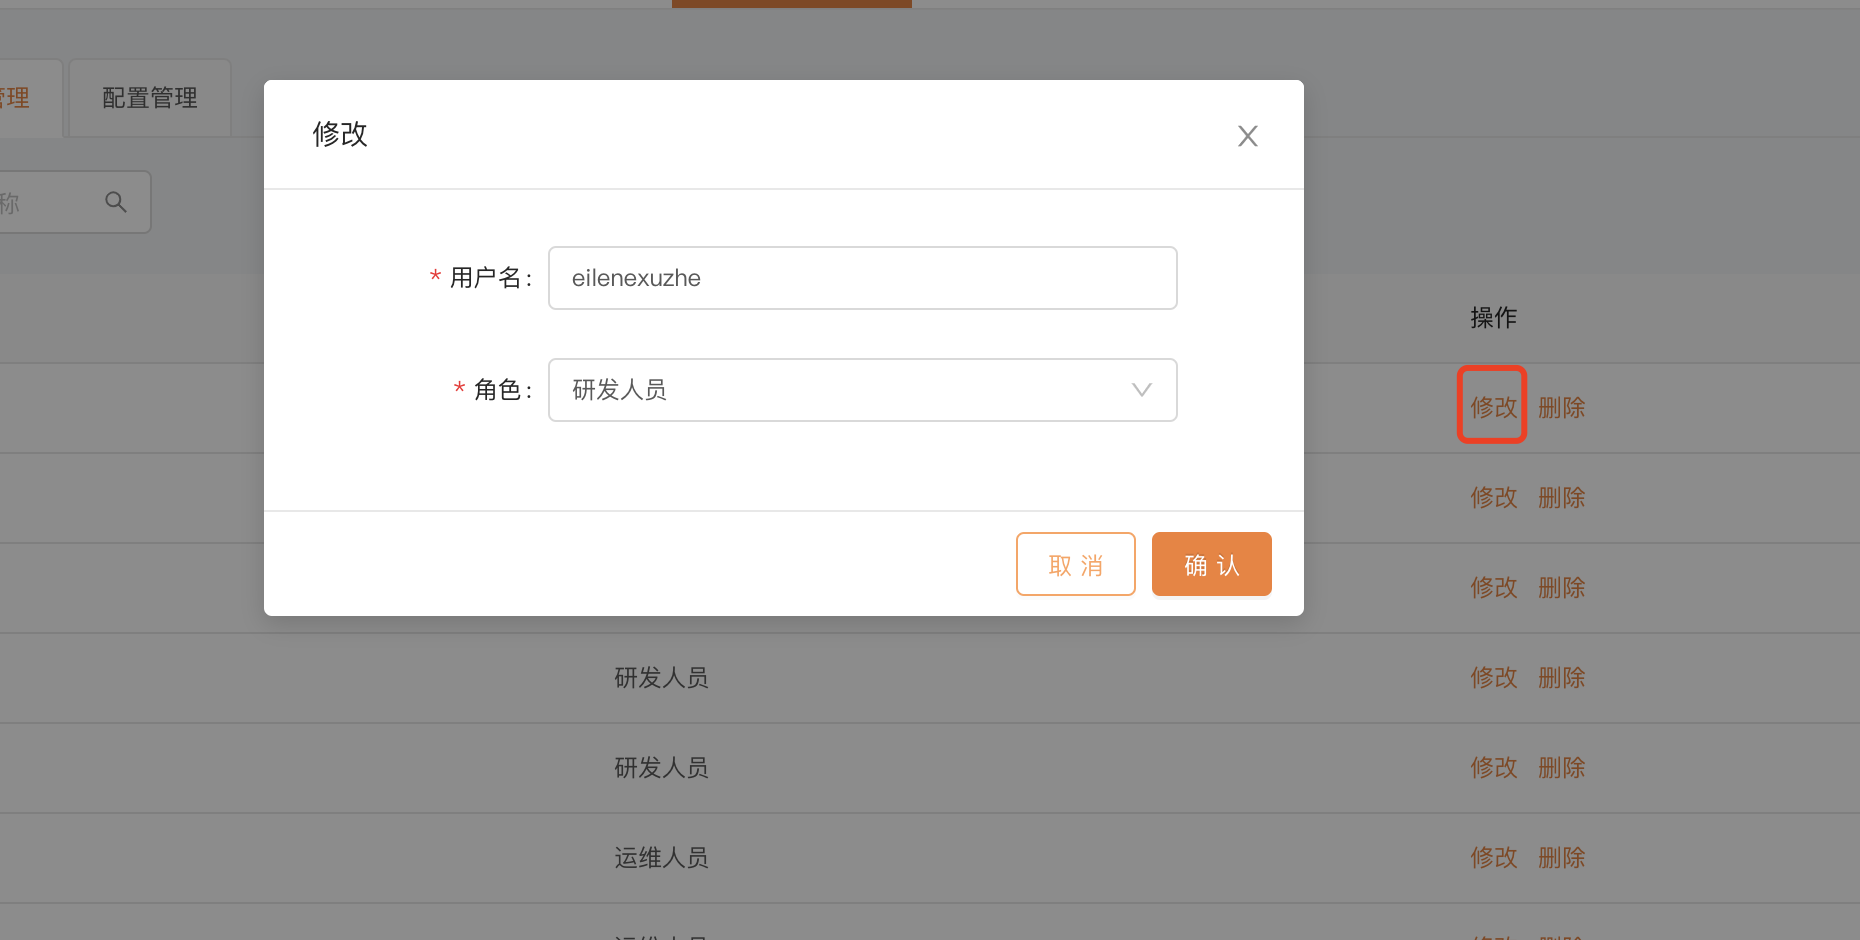 管理 配置管理
修改
称
* 用户名: eilenexuzhe
操作
* 角色: 研发人员
修改 删除
修改 删除
取 消 确 认
修改 删除
研发人员 修改 删除
研发人员 修改 删除
运维人员 修改 删除